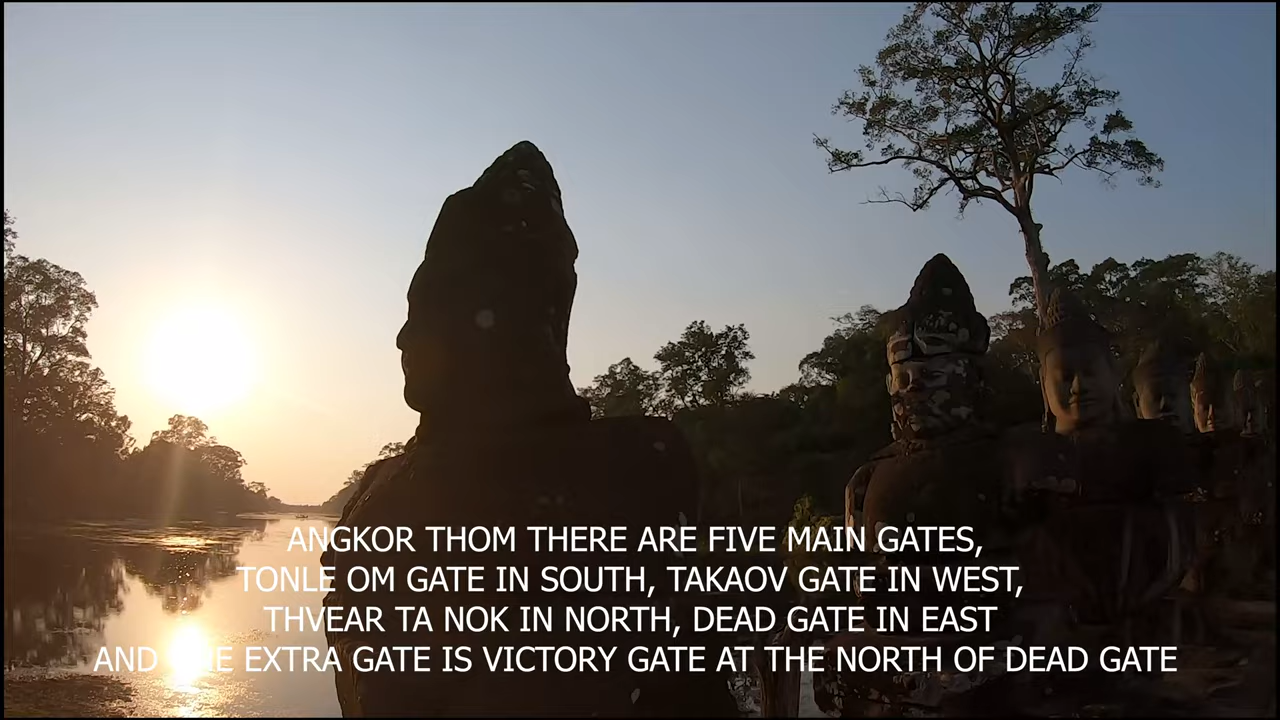 ANGKOR THOM THERE ARE FIVE MAIN GATES,
TONLE OM GATE IN SOUTH, TAKAOV GATE IN WEST,
THVEAR TA NOK IN NORTH, DEAD GATE IN EAST
AND EXTRA GATE IS VICTORY GATE AT THE NORTH OF DEAD GATE